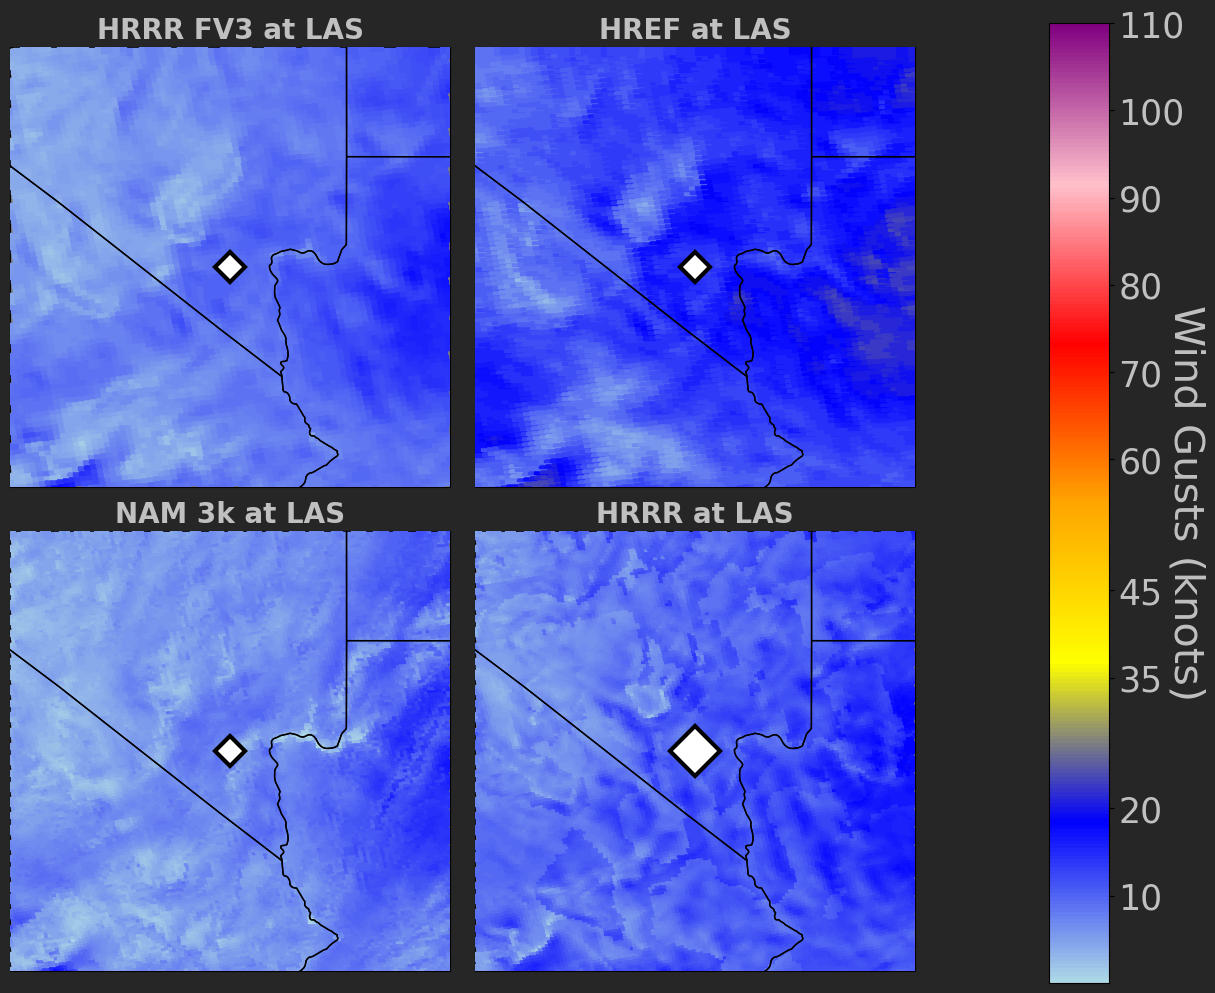 HRRR FV3 at LAS
HREF at LAS
NAM 3k at LAS
HRRR at LAS
110
100
90
80
70
60
45
35
20
10
Wind Gusts (knots)